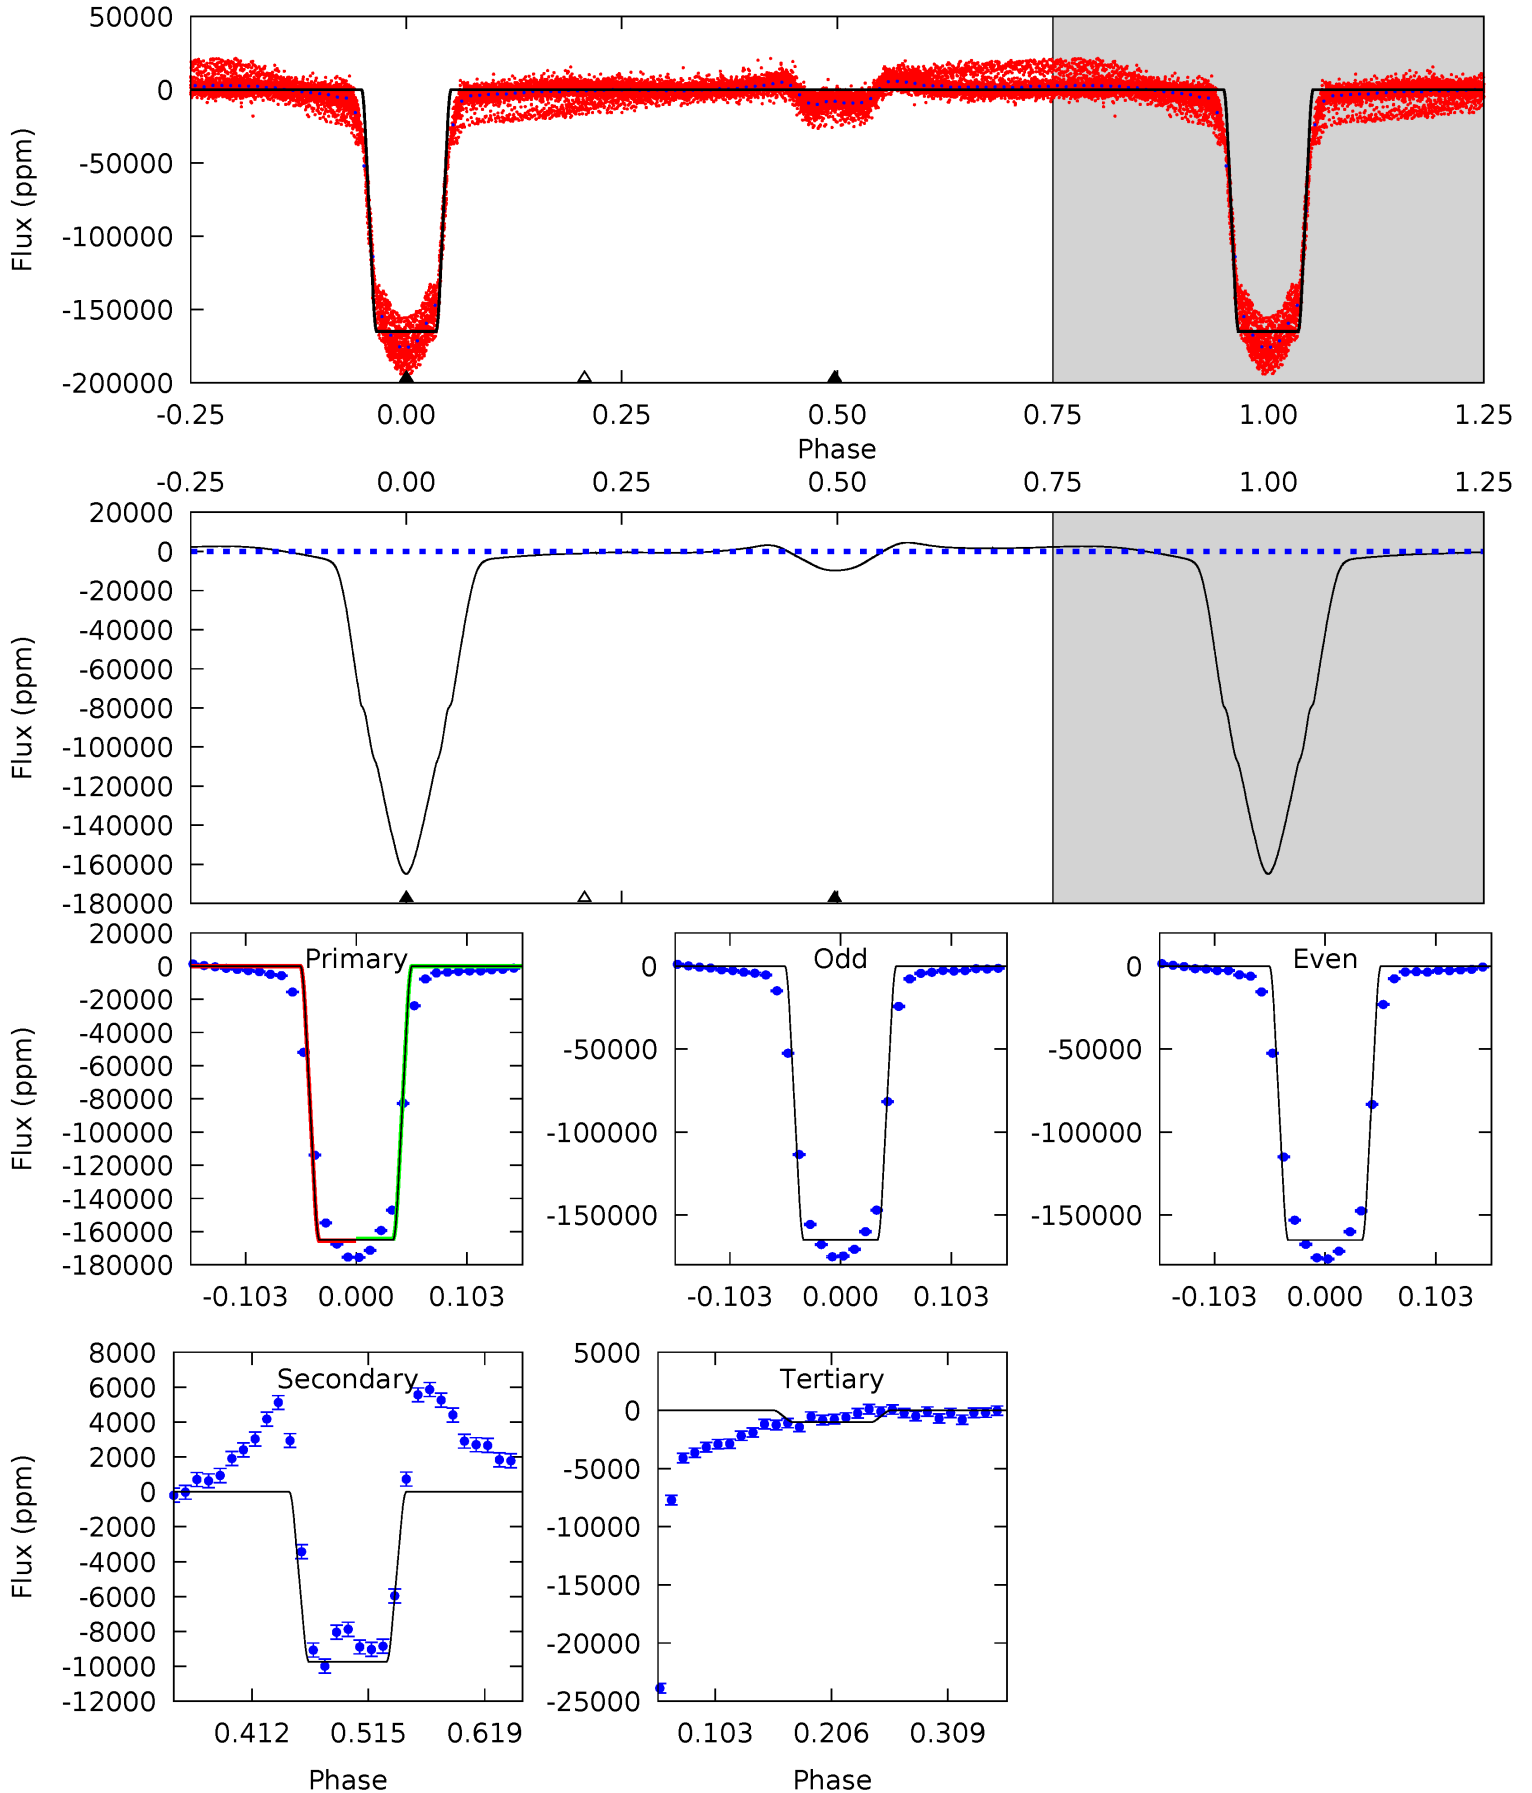 50000
0
-50000
-100000
-150000
-200000
Flux (ppm)
-0.25 0.00 0.25 0.50 0.75 1.00 1.25
Phase
-0.25 0.00 0.25 0.50 0.75 1.00 1.25
20000
0
-20000
-40000
-60000
-80000
-100000
-120000
-140000
-160000
-180000
Flux (ppm)
Primary
20000
0
-20000
-40000
-60000
-80000
-100000
-120000
-140000
-160000
-180000
Flux (ppm)
-0.103 0.000 0.103
Odd
0
-50000
-100000
-150000
-0.103 0.000 0.103
Even
0
-50000
-100000
-150000
-0.103 0.000 0.103
Secondary
8000
6000
4000
2000
0
-2000
-4000
-6000
-8000
-10000
-12000
Flux (ppm)
0.412 0.515 0.619
Phase
Tertiary
5000
0
-5000
-10000
-15000
-20000
-25000
0.103 0.206 0.309
Phase